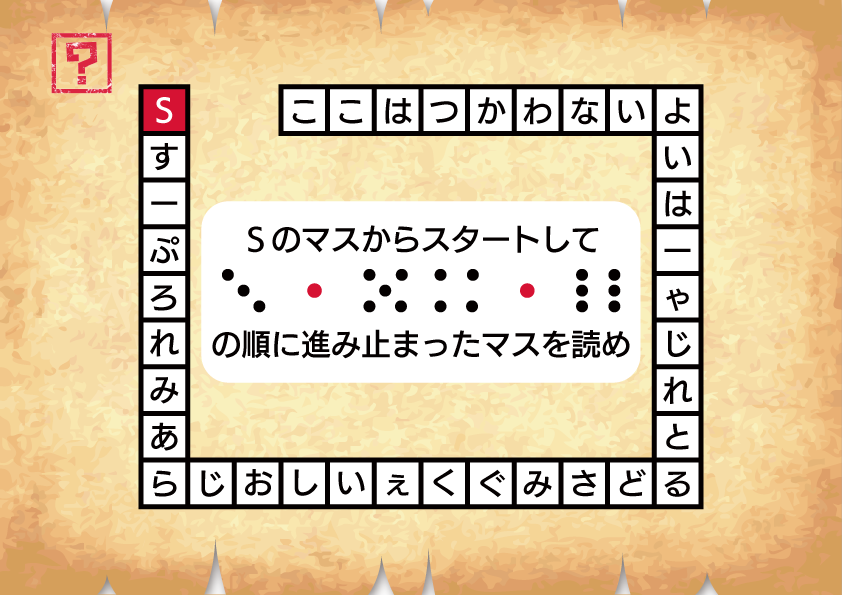 ?
S
ここはつかわないよ
すーぷろれみあら
いはーゃじれとる
Sのマスからスタートして
の順に進み止まったマスを読め
じおしいぇくぐみさど